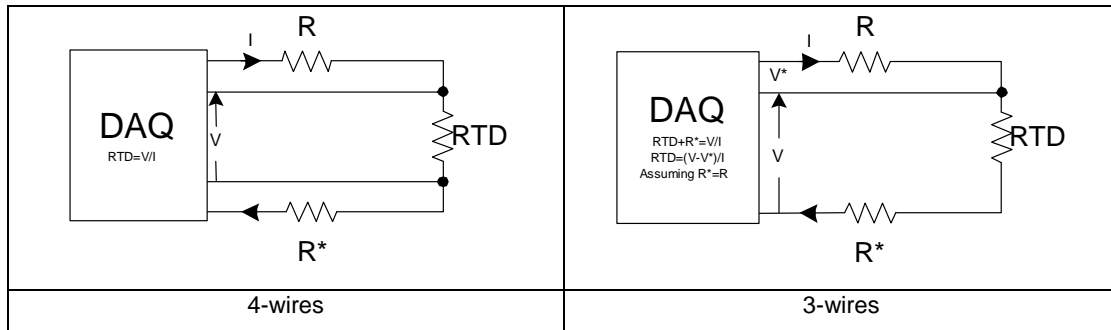 R
I
DAQ
RTD=V/I
V
RTD
R*
4-wires
R
I
V*
DAQ
RTD+R*=V/I
RTD=(V-V*)/I
Assuming R*=R
V
RTD
R*
3-wires